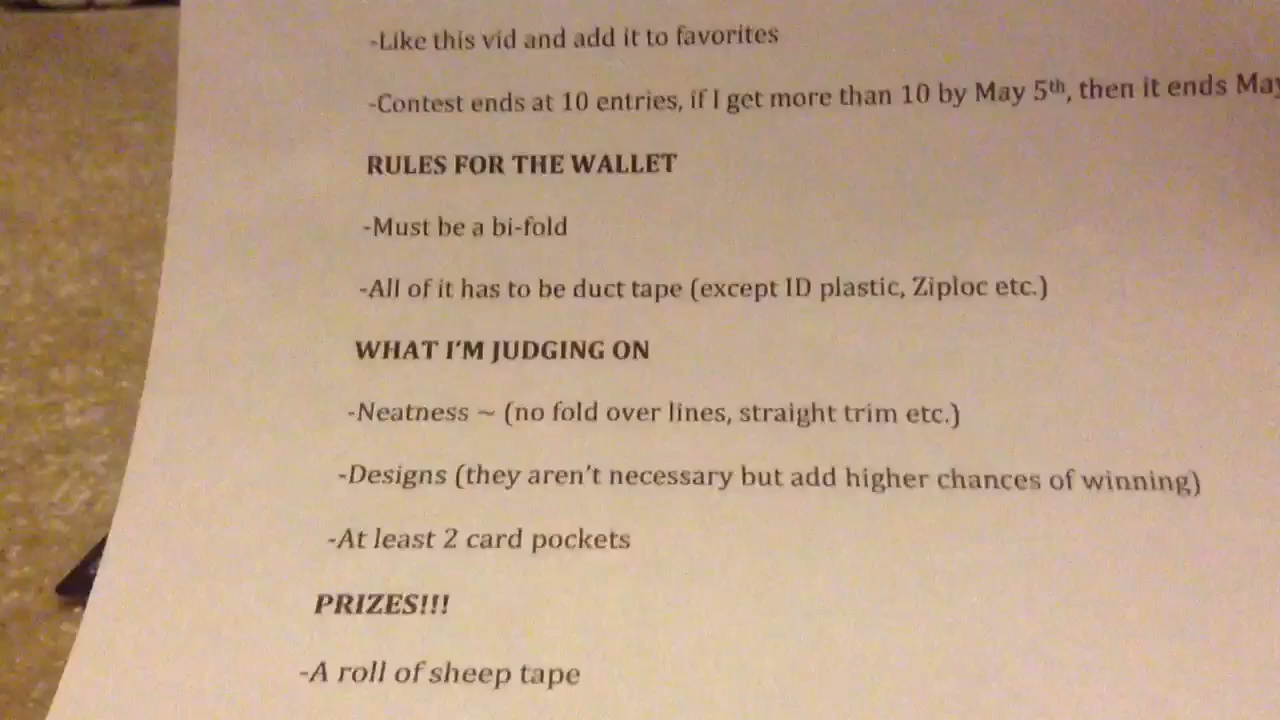 -Like this vid and add it to favorites
-Contest ends at 10 entries, if I get more than 10 by May 5th, then it ends May
RULES FOR THE WALLET
-Must be a bi-fold
-All of it has to be duct tape (except ID plastic, Ziploc etc.)
WHAT I'M JUDGING ON
-Neatness ~ (no fold over lines, straight trim etc.)
-Designs (they aren't necessary but add higher chances of winning)
-At least 2 card pockets
PRIZES!!!
-A roll of sheep tape